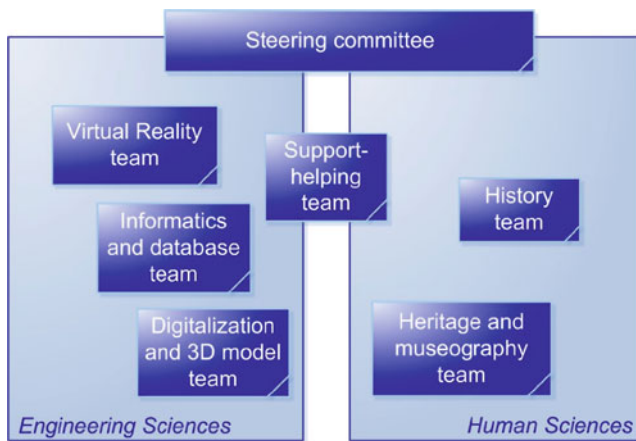 Steering committee
Virtual Reality
team
Support-
helping
team
History
team
Informatics
and database
team
Digitalization
and 3D model
team
Heritage and
museography
team
Engineering Sciences
Human Sciences